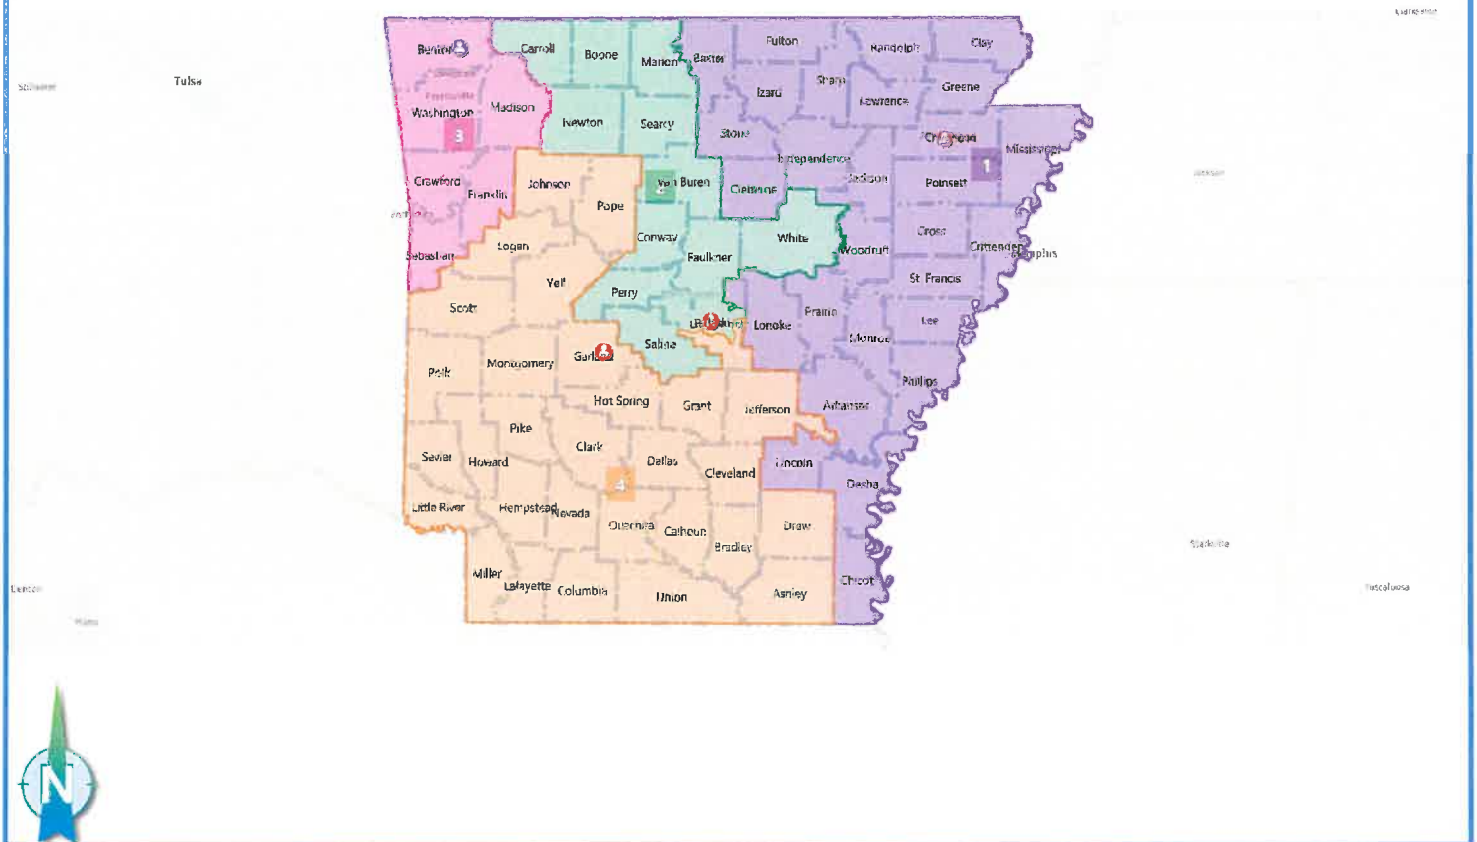 Tulsa
Carroll
Boone
Marion
Baxter
Fulton
Randolph
Clay
Izard
Sharp
Lawrence
Greene
Washington
Madison
3
Newton
Searcy
Stone
Independence
Mississippi
1
Crawford
Franklin
Johnson
Pope
Van Buren
Cleburne
Jackson
Poinsett
Sebastian
Logan
Conway
Faulkner
White
Woodruff
Cross
Crittenden
St. Francis
Scott
Yell
Perry
Saline
Lonoke
Prairie
Lee
Monroe
Polk
Montgomery
Hot Spring
Grant
Jefferson
Arkansas
Phillips
Pike
Clark
Dallas
Cleveland
Lincoln
Desha
Sevier
Howard
4
Little River
Hempstead
Nevada
Ouachita
Calhoun
Bradley
Drew
Miller
Lafayette
Columbia
Union
Ashley
Chicot
Starkville
Tuscaloosa
N